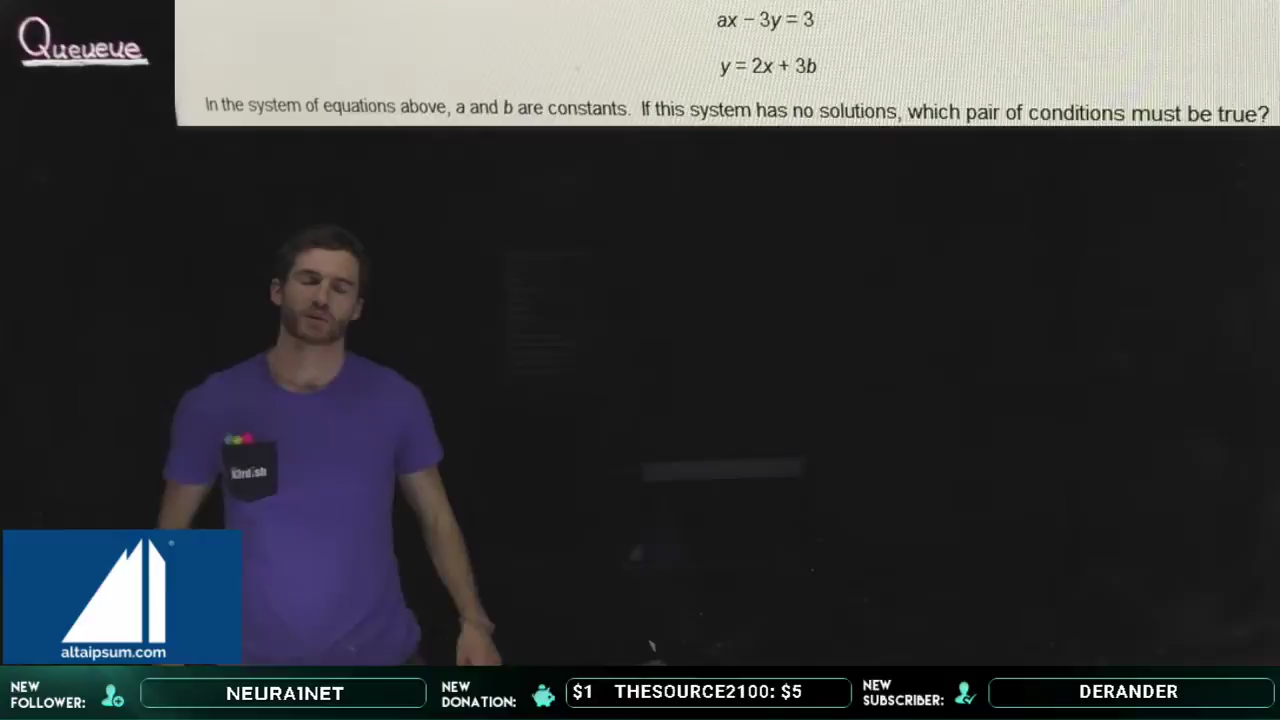 Queueue
ax − 3y = 3
y = 2x + 3b
In the system of equations above, a and b are constants. If this system has no solutions, which pair of conditions must be true?
N3rdish
altaipsum.com
NEW FOLLOWER: NEURA1NET
NEW DONATION: $1 THESOURCE2100: $5
NEW SUBSCRIBER: DERANDER